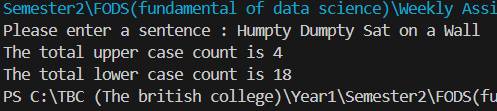 Semester2\FODS(fundamental of data science)\Weekly Assi
Please enter a sentence : Humpty Dumpty Sat on a Wall
The total upper case count is 4
The total lower case count is 18
PS C:\TBC (The british college)\Year1\Semester2\FODS(fu